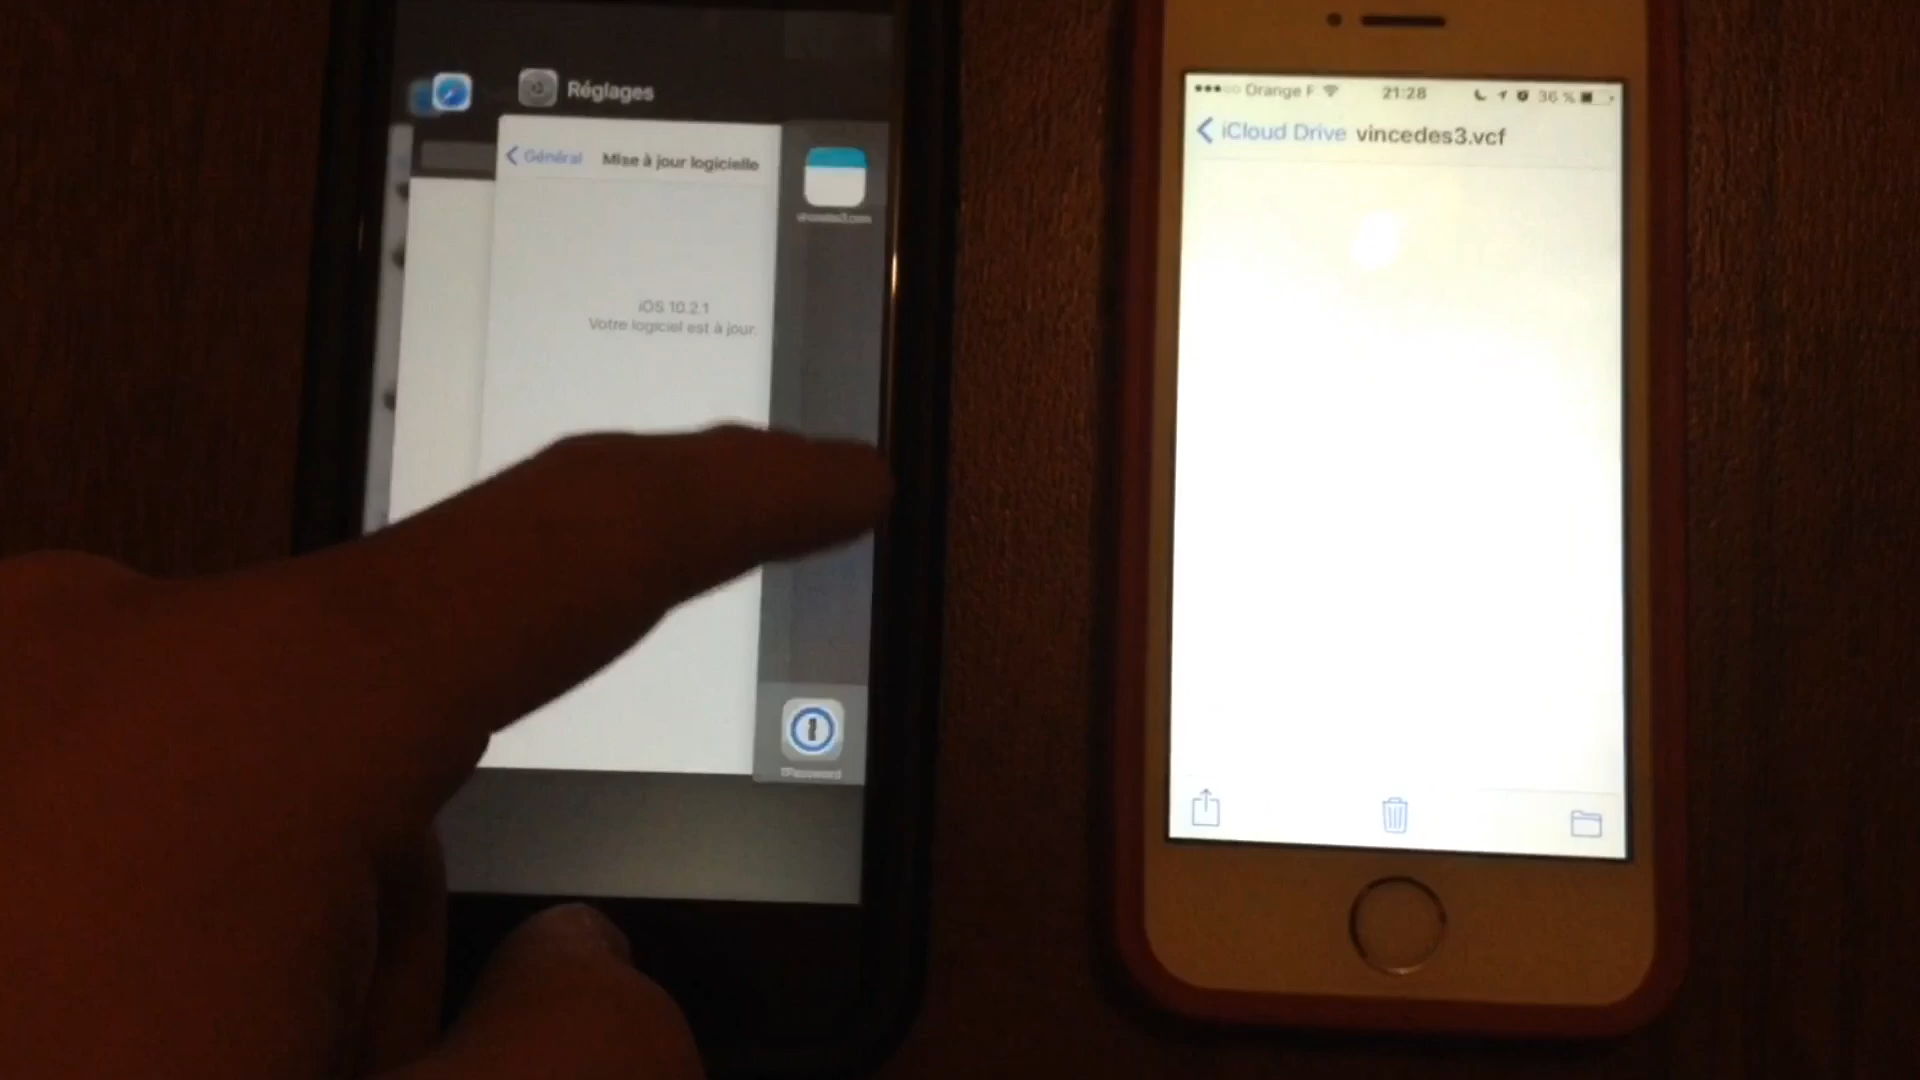 Réglages
Général Mise à jour logicielle
iOS 10.2.1
Votre logiciel est à jour.
1Password
Orange F 21:28 36 %
iCloud Drive vincedes3.vcf